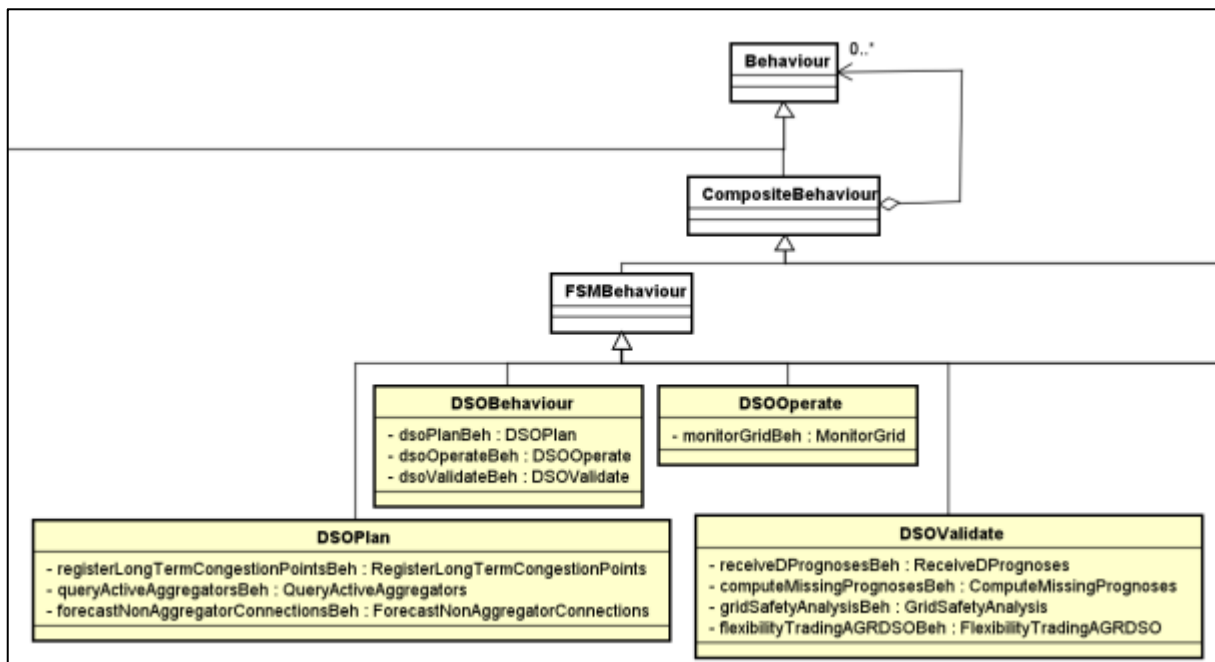 Behaviour
0..*
CompositeBehaviour
FSMBehaviour
DSOBehaviour
- dsoPlanBeh : DSOPlan
- dsoOperateBeh : DSOOperate
- dsoValidateBeh : DSOValidate
DSOOperate
- monitorGridBeh : MonitorGrid
DSOPlan
- registerLongTermCongestionPointsBeh : RegisterLongTermCongestionPoints
- queryActiveAggregatorsBeh : QueryActiveAggregators
- forecastNonAggregatorConnectionsBeh : ForecastNonAggregatorConnections
DSOValidate
- receiveDPrognosesBeh : ReceiveDPrognoses
- computeMissingPrognosesBeh : ComputeMissingPrognoses
- gridSafetyAnalysisBeh : GridSafetyAnalysis
- flexibilityTradingAGRDSOBeh : FlexibilityTradingAGRDSO